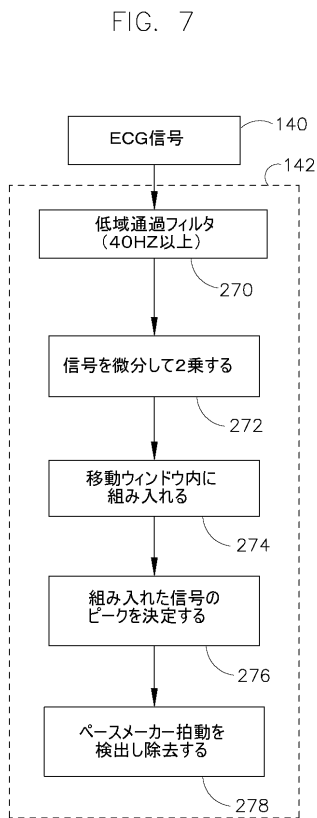 FIG. 7
ECG信号
140
142
低域通過フィルタ
(40HZ以上)
270
信号を微分して2乗する
272
移動ウィンドウ内に
組み入れる
274
組み入れた信号の
ピークを決定する
276
ペースメーカー拍動を
検出し除去する
278